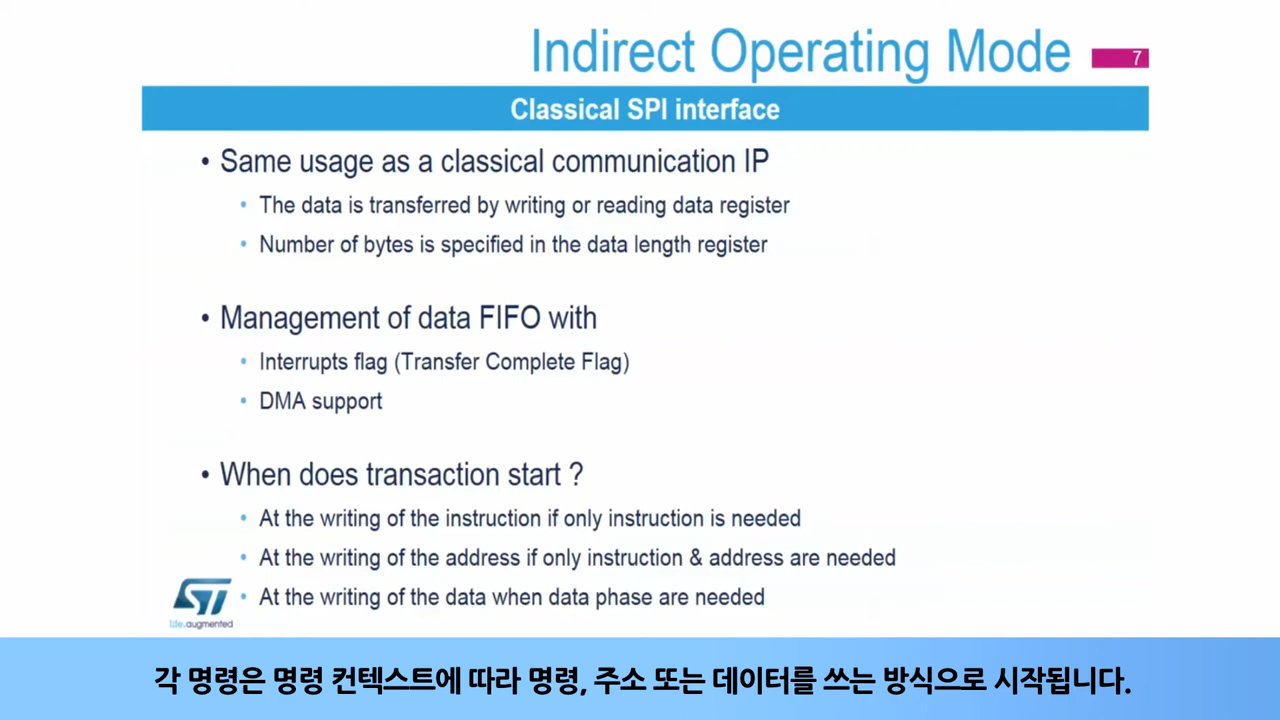 Indirect Operating Mode
7
Classical SPI interface
• Same usage as a classical communication IP
• The data is transferred by writing or reading data register
• Number of bytes is specified in the data length register
• Management of data FIFO with
• Interrupts flag (Transfer Complete Flag)
• DMA support
• When does transaction start ?
• At the writing of the instruction if only instruction is needed
• At the writing of the address if only instruction & address are needed
• At the writing of the data when data phase are needed
ST
life.augmented
각 명령은 명령 컨텍스트에 따라 명령, 주소 또는 데이터를 쓰는 방식으로 시작됩니다.